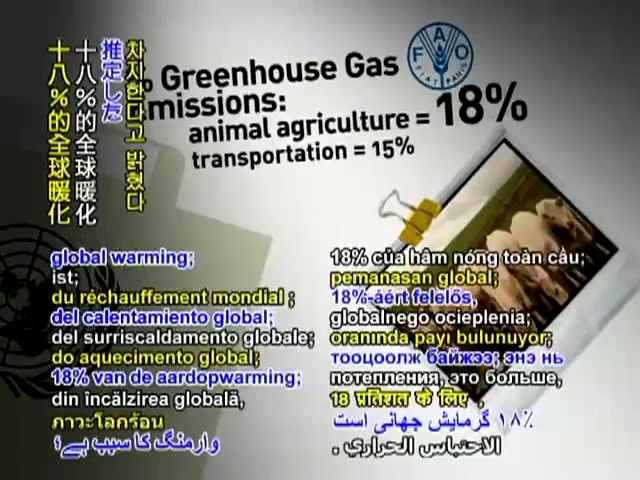 차지한다고 밝혔다
推定した
十八%的全球暖化
十八%的全球暖化
% Greenhouse Gas
Emissions:
animal agriculture = 18%
transportation = 15%
FAO
FIAT PANIS
global warming;
ist;
du réchauffement mondial ;
del calentamiento global;
del surriscaldamento globale;
do aquecimento global;
18% van de aardopwarming;
din încălzirea globală,
ภาวะโลกร้อน
وارمنگ کا سبب ہے؛
18% của hâm nóng toàn cầu;
pemanasan global;
18%-áért felelős,
globalnego ocieplenia;
oranında payı bulunuyor;
тооцоолж байжээ; энэ нь
потепления, это больше,
18 प्रतिशत के लिए ,
۱۸٪ گرمایش جهانی است
الاحتباس الحراري .